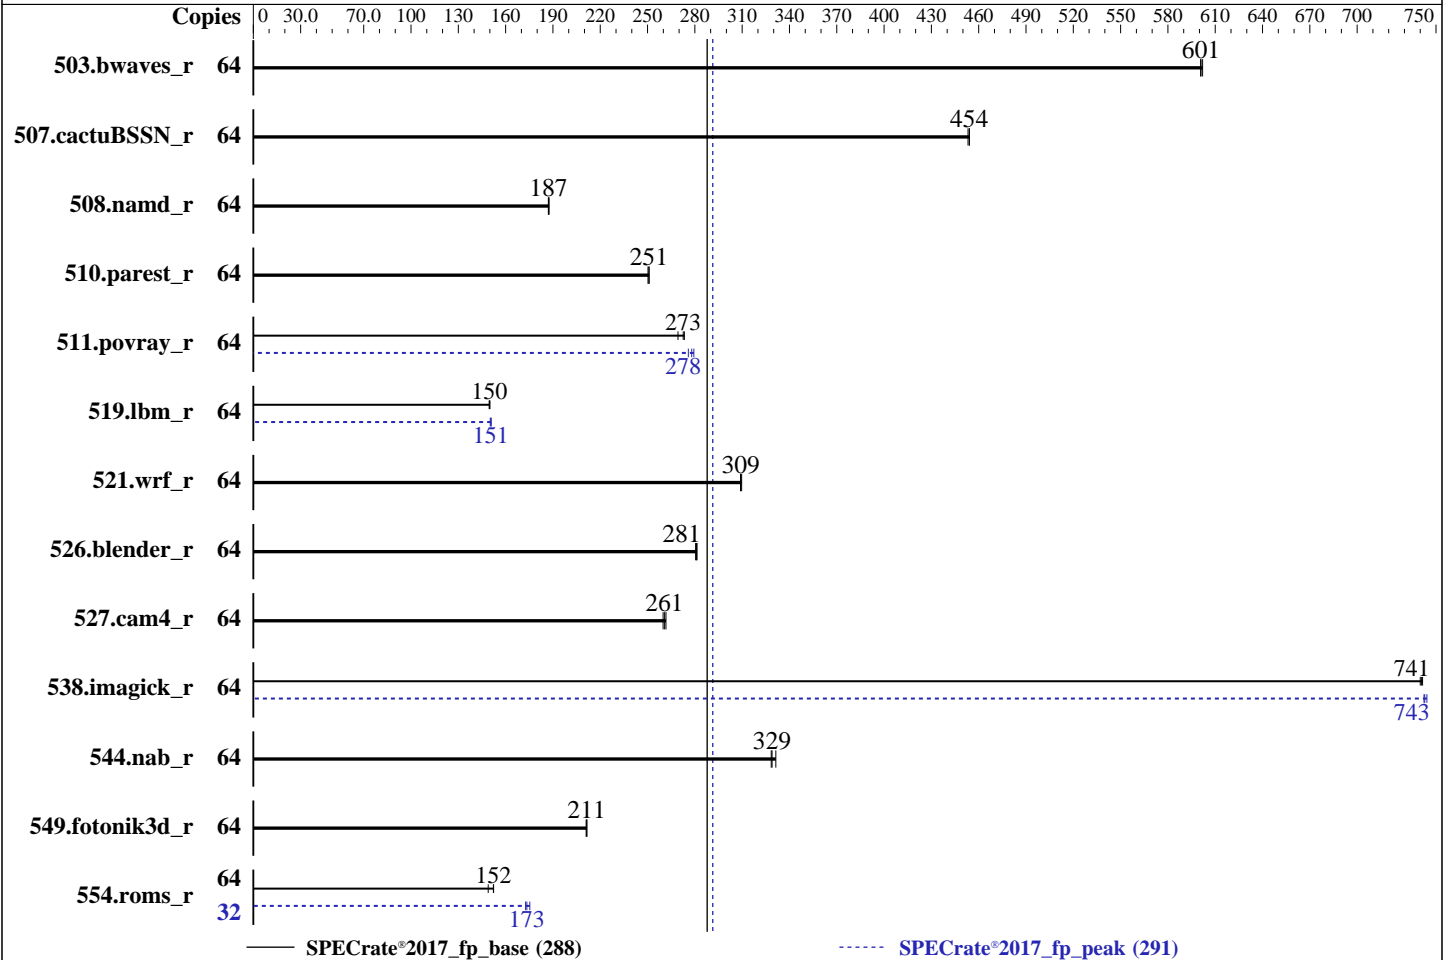 Copies 0 30.0 70.0 100 130 160 190 220 250 280 310 340 370 400 430 460 490 520 550 580 610 640 670 700 750
503.bwaves_r 64 601
507.cactuBSSN_r 64 454
508.namd_r 64 187
510.parest_r 64 251
511.povray_r 64 273
278
519.lbm_r 64 150
151
521.wrf_r 64 309
526.blender_r 64 281
527.cam4_r 64 261
538.imagick_r 64 741
743
544.nab_r 64 329
549.fotonik3d_r 64 211
554.roms_r 64 152
32 173
SPECrate®2017_fp_base (288) SPECrate®2017_fp_peak (291)